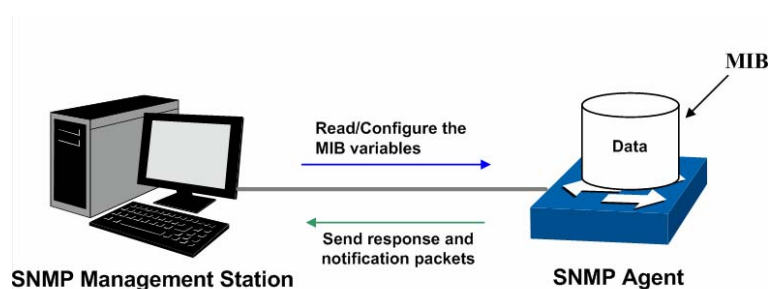 MIB
Read/Configure the
MIB variables
Data
Send response and
notification packets
SNMP Management Station
SNMP Agent